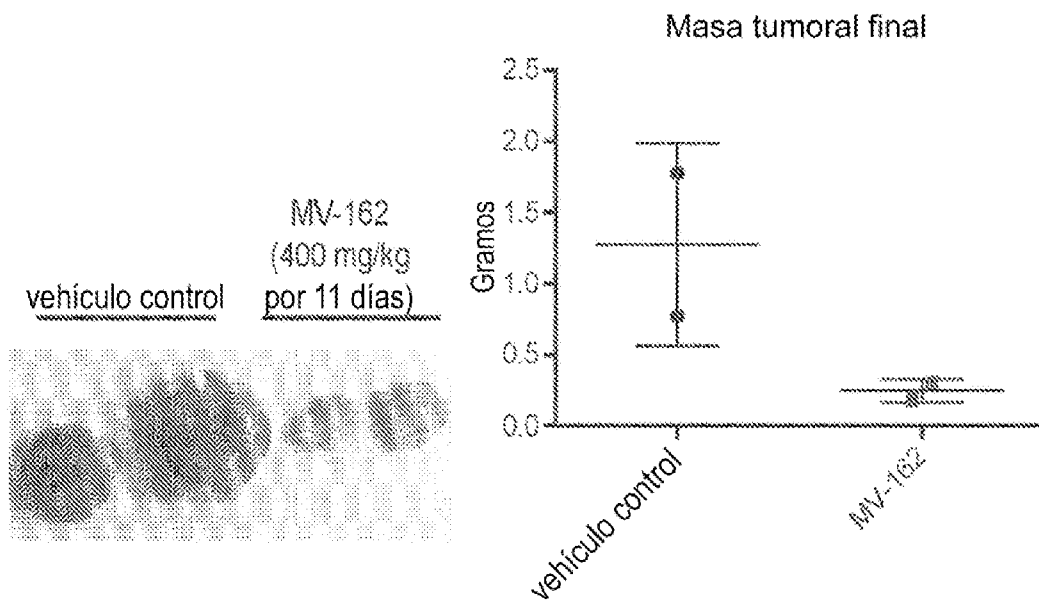 vehículo control
MV-162
(400 mg/kg
por 11 días)
Masa tumoral final
Gramos
2.5
2.0
1.5
1.0
0.5
0.0
vehículo control
MV-162